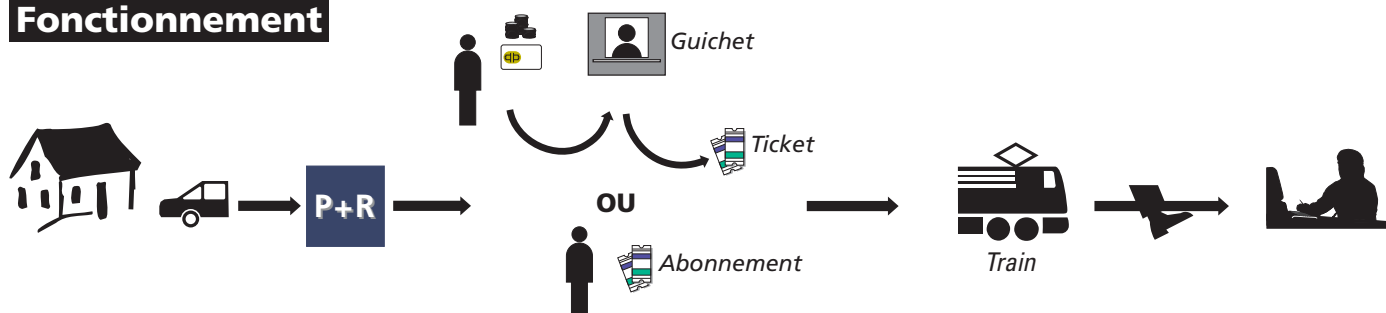 Fonctionnement
Guichet
Ticket
P+R
OU
Abonnement
Train